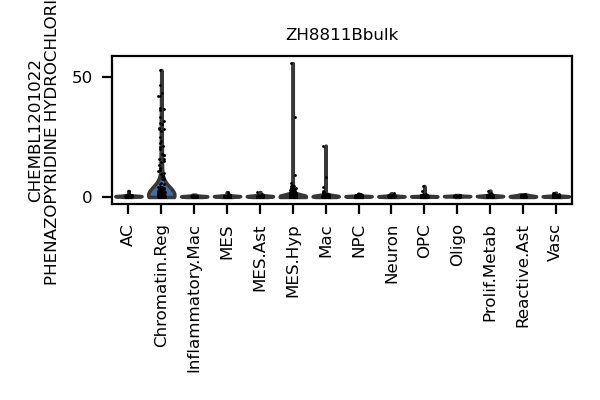 ZH8811Bbulk
CHEMBL1201022
PHENAZOPYRIDINE HYDROCHLORI
50
0
AC
Chromatin.Reg
Inflammatory.Mac
MES
MES.Ast
MES.Hyp
Mac
NPC
Neuron
OPC
Oligo
Prolif.Metab
Reactive.Ast
Vasc